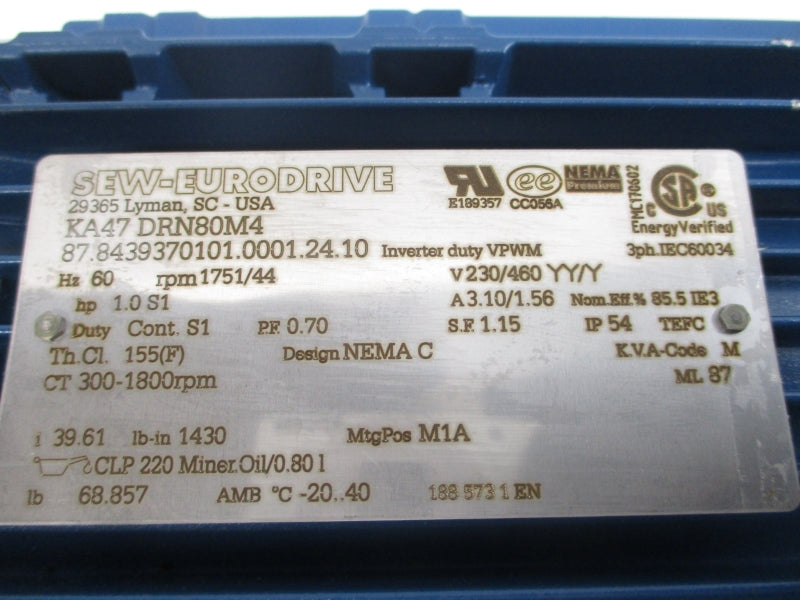 SEW-EURODRIVE
29365 Lyman, SC - USA
E189357
ee
CC056A
NEMA
Premium
*MC170602
C US
EnergyVerified
KA47 DRN80M4
87.8439370101.0001.24.10 Inverter duty VPWM 3ph.IEC60034
Hz 60 rpm 1751/44 V 230/460 YY/Y
hp 1.0 S1 A 3.10/1.56 Nom.Eff.% 85.5 IE3
Duty Cont. S1 P.F. 0.70 S.F. 1.15 IP 54 TEFC
Th.Cl. 155(F) Design NEMA C K.V.A-Code M
CT 300-1800rpm ML 87
i 39.61 lb-in 1430 MtgPos M1A
CLP 220 Miner.Oil/0.80 l
lb 68.857 AMB °C -20..40 188 573 1 EN